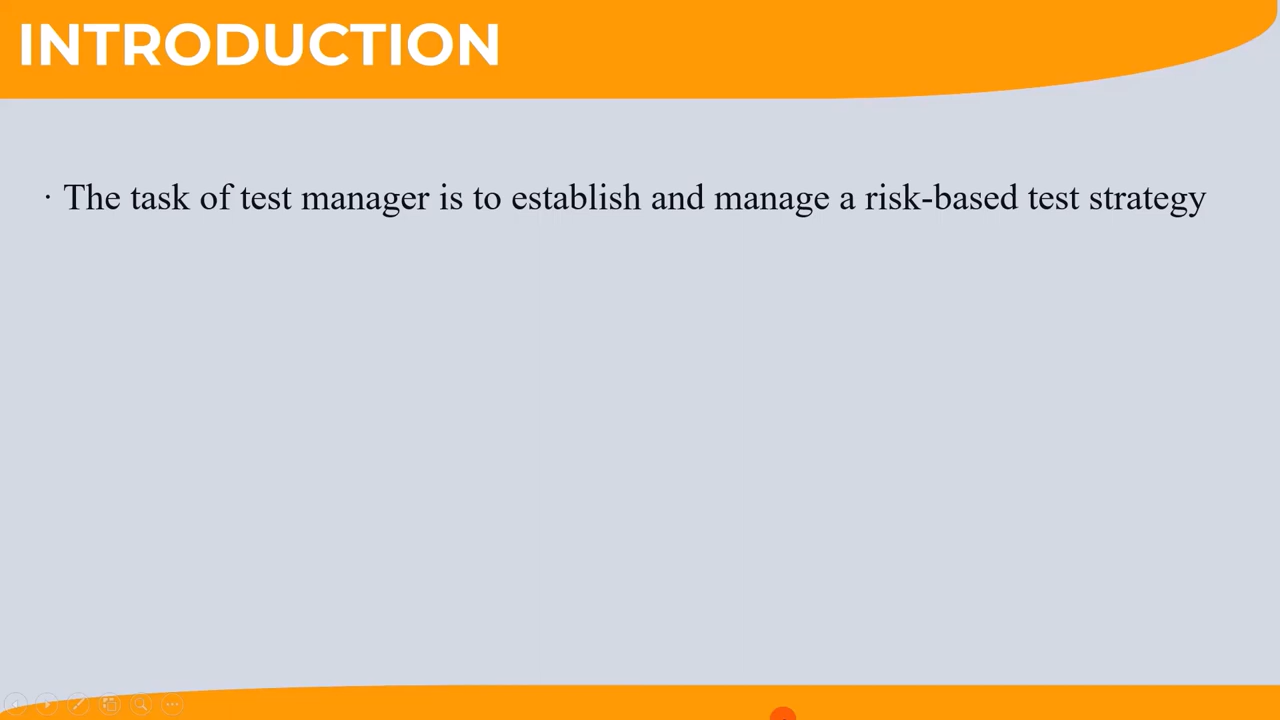 INTRODUCTION
· The task of test manager is to establish and manage a risk-based test strategy